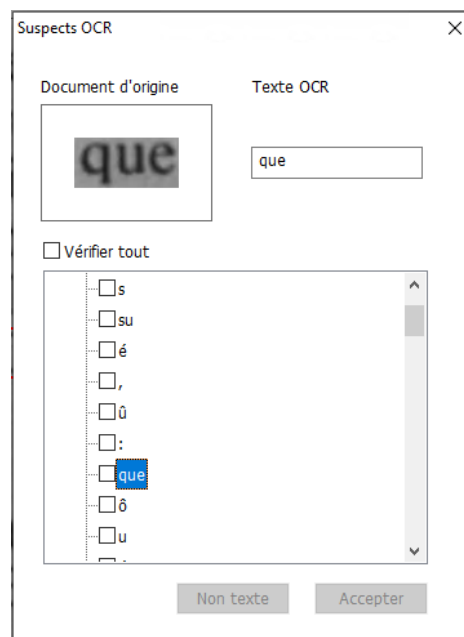 Suspects OCR
Document d'origine
Texte OCR
que
que
Vérifier tout
s
su
é
,
û
:
que
ô
u
Non texte
Accepter